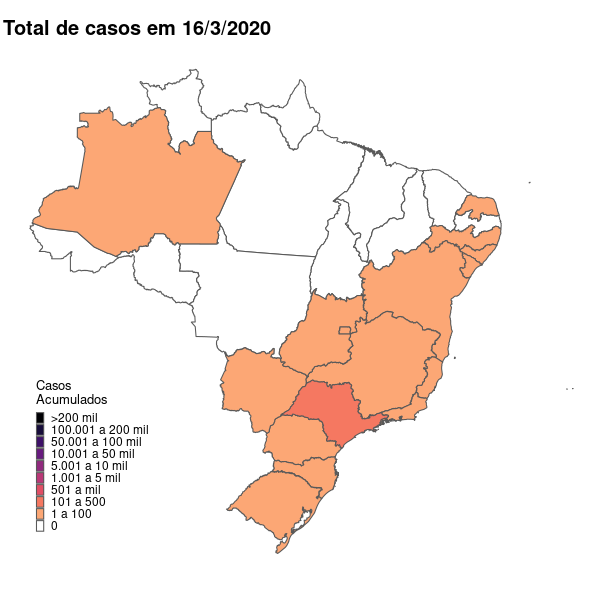 Total de casos em 16/3/2020
Casos
Acumulados
>200 mil
100.001 a 200 mil
50.001 a 100 mil
10.001 a 50 mil
5.001 a 10 mil
1.001 a 5 mil
501 a mil
101 a 500
1 a 100
0